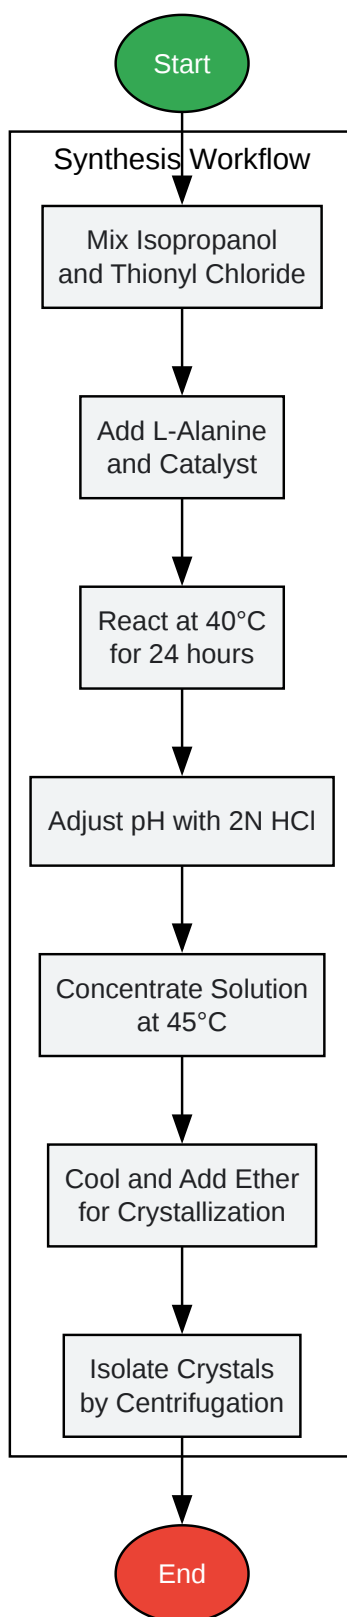 Start
Synthesis Workflow
Mix Isopropanol
and Thionyl Chloride
Add L-Alanine
and Catalyst
React at 40°C
for 24 hours
Adjust pH with 2N HCl
Concentrate Solution
at 45°C
Cool and Add Ether
for Crystallization
Isolate Crystals
by Centrifugation
End